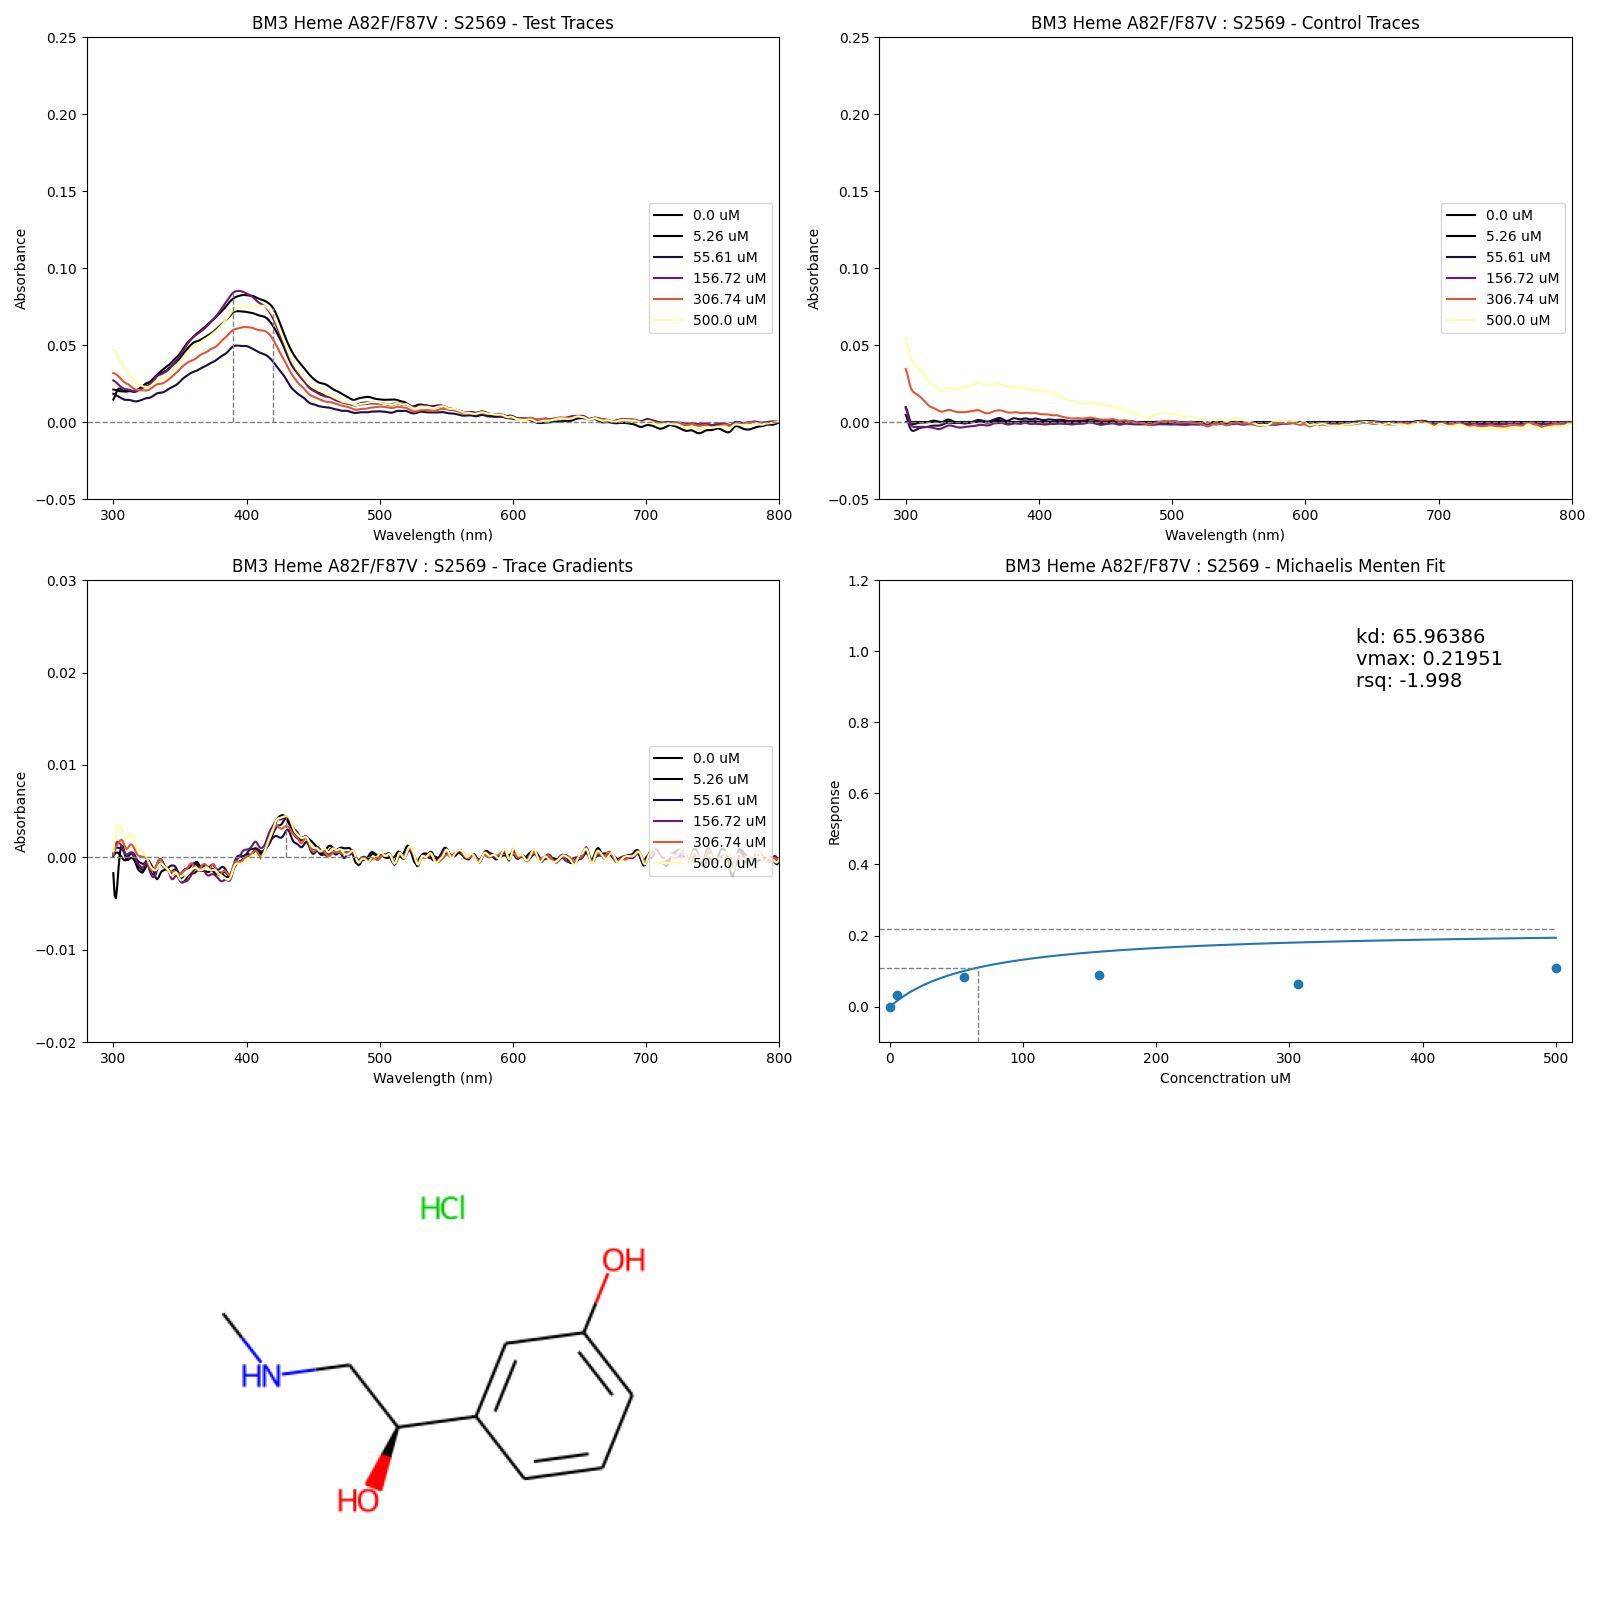 BM3 Heme A82F/F87V : S2569 - Test Traces
0.25
0.20
0.15
0.10
0.05
0.00
−0.05
Absorbance
300
400
500
600
700
800
Wavelength (nm)
0.0 uM
5.26 uM
55.61 uM
156.72 uM
306.74 uM
500.0 uM
BM3 Heme A82F/F87V : S2569 - Control Traces
0.25
0.20
0.15
0.10
0.05
0.00
−0.05
Absorbance
300
400
500
600
700
800
Wavelength (nm)
0.0 uM
5.26 uM
55.61 uM
156.72 uM
306.74 uM
500.0 uM
BM3 Heme A82F/F87V : S2569 - Trace Gradients
0.03
0.02
0.01
0.00
−0.01
−0.02
Absorbance
300
400
500
600
700
800
Wavelength (nm)
0.0 uM
5.26 uM
55.61 uM
156.72 uM
306.74 uM
500.0 uM
BM3 Heme A82F/F87V : S2569 - Michaelis Menten Fit
1.2
1.0
0.8
0.6
0.4
0.2
0.0
Response
kd: 65.96386
vmax: 0.21951
rsq: -1.998
0
100
200
300
400
500
Concenctration uM
HCl
OH
HN
HO